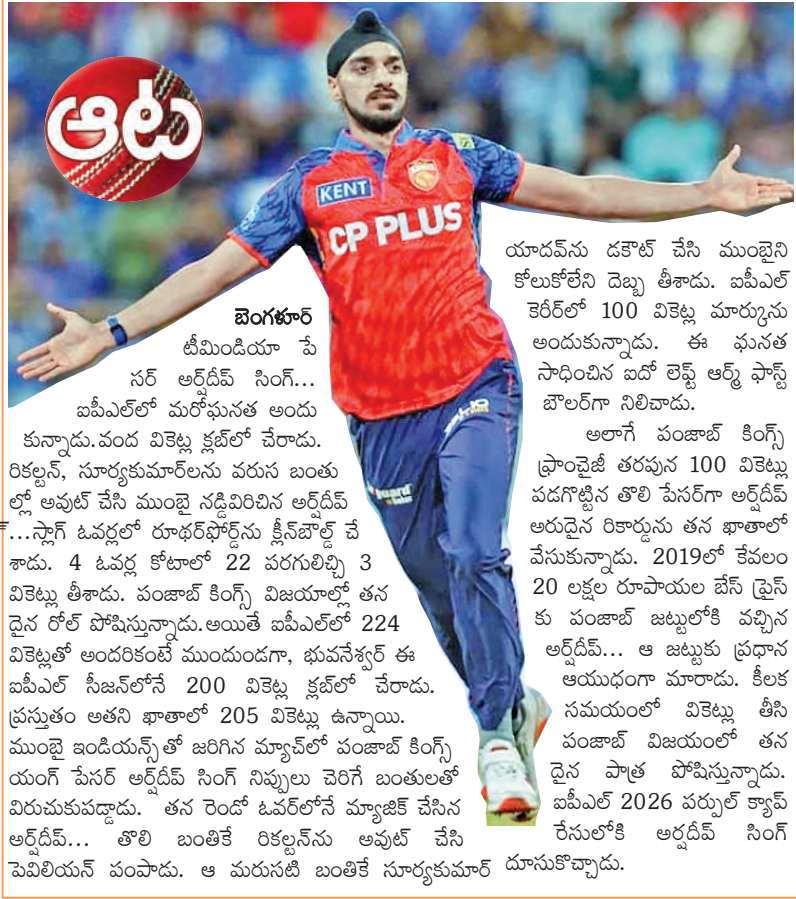 ఆట
KENT
CP PLUS
బెంగళూర్
టీమిండియా పే
సర్ అర్ష్‌దీప్ సింగ్...
ఐపీఎల్‌లో మరోఘనత అందు
కున్నాడు.వంద వికెట్ల క్లబ్‌లో చేరాడు.
రికల్టన్, సూర్యకుమార్‌లను వరుస బంతు
ల్లో అవుట్ చేసి ముంబై నడ్డివిరిచిన అర్ష్‌దీప్
...స్లాగ్ ఓవర్లలో రూథర్‌ఫోర్డ్‌ను క్లీన్‌బౌల్డ్ చే
శాడు. 4 ఓవర్ల కోటాలో 22 పరగులిచ్చి 3
వికెట్లు తీశాడు. పంజాబ్ కింగ్స్ విజయాల్లో తన
దైన రోల్ పోషిస్తున్నాడు.అయితే ఐపీఎల్‌లో 224
వికెట్లతో అందరికంటే ముందుండగా, భువనేశ్వర్ ఈ
ఐపీఎల్ సీజన్‌లోనే 200 వికెట్ల క్లబ్‌లో చేరాడు.
ప్రస్తుతం అతని ఖాతాలో 205 వికెట్లు ఉన్నాయి.
ముంబై ఇండియన్స్‌తో జరిగిన మ్యాచ్‌లో పంజాబ్ కింగ్స్
యంగ్ పేసర్ అర్ష్‌దీప్ సింగ్ నిప్పులు చెరిగే బంతులతో
విరుచుకుపడ్డాడు. తన రెండో ఓవర్‌లోనే మ్యాజిక్ చేసిన
అర్ష్‌దీప్... తొలి బంతికే రికల్టన్‌ను అవుట్ చేసి
పెవిలియన్ పంపాడు. ఆ మరుసటి బంతికే సూర్యకుమార్
యాదవ్‌ను డకౌట్ చేసి ముంబైని
కోలుకోలేని దెబ్బ తీశాడు. ఐపీఎల్
కెరీర్‌లో 100 వికెట్ల మార్కును
అందుకున్నాడు. ఈ ఘనత
సాధించిన ఐదో లెఫ్ట్ ఆర్మ్ ఫాస్ట్
బౌలర్‌గా నిలిచాడు.
అలాగే పంజాబ్ కింగ్స్
ఫ్రాంచైజీ తరపున 100 వికెట్లు
పడగొట్టిన తొలి పేసర్‌గా అర్ష్‌దీప్
అరుదైన రికార్డును తన ఖాతాలో
వేసుకున్నాడు. 2019లో కేవలం
20 లక్షల రూపాయల బేస్ ప్రైస్
కు పంజాబ్ జట్టులోకి వచ్చిన
అర్ష్‌దీప్... ఆ జట్టుకు ప్రధాన
ఆయుధంగా మారాడు. కీలక
సమయంలో వికెట్లు తీసి
పంజాబ్ విజయంలో తన
దైన పాత్ర పోషిస్తున్నాడు.
ఐపీఎల్ 2026 పర్పుల్ క్యాప్
రేసులోకి అర్షదీప్ సింగ్
దూసుకొచ్చాడు.